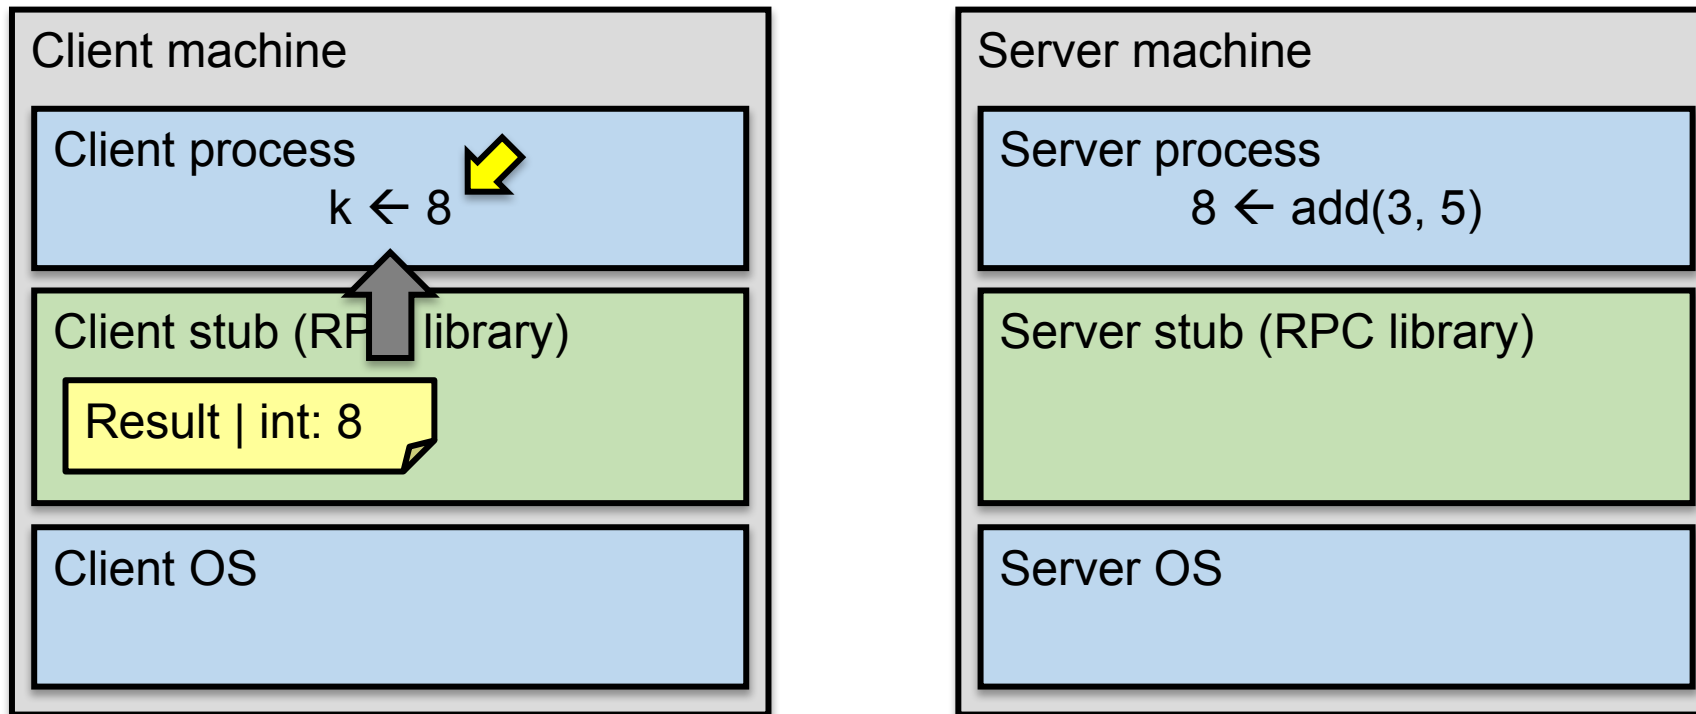 Client machine
Client process
k ← 8
Client stub (RP library)
Result | int: 8
Client OS
Server machine
Server process
8 ← add(3, 5)
Server stub (RPC library)
Server OS